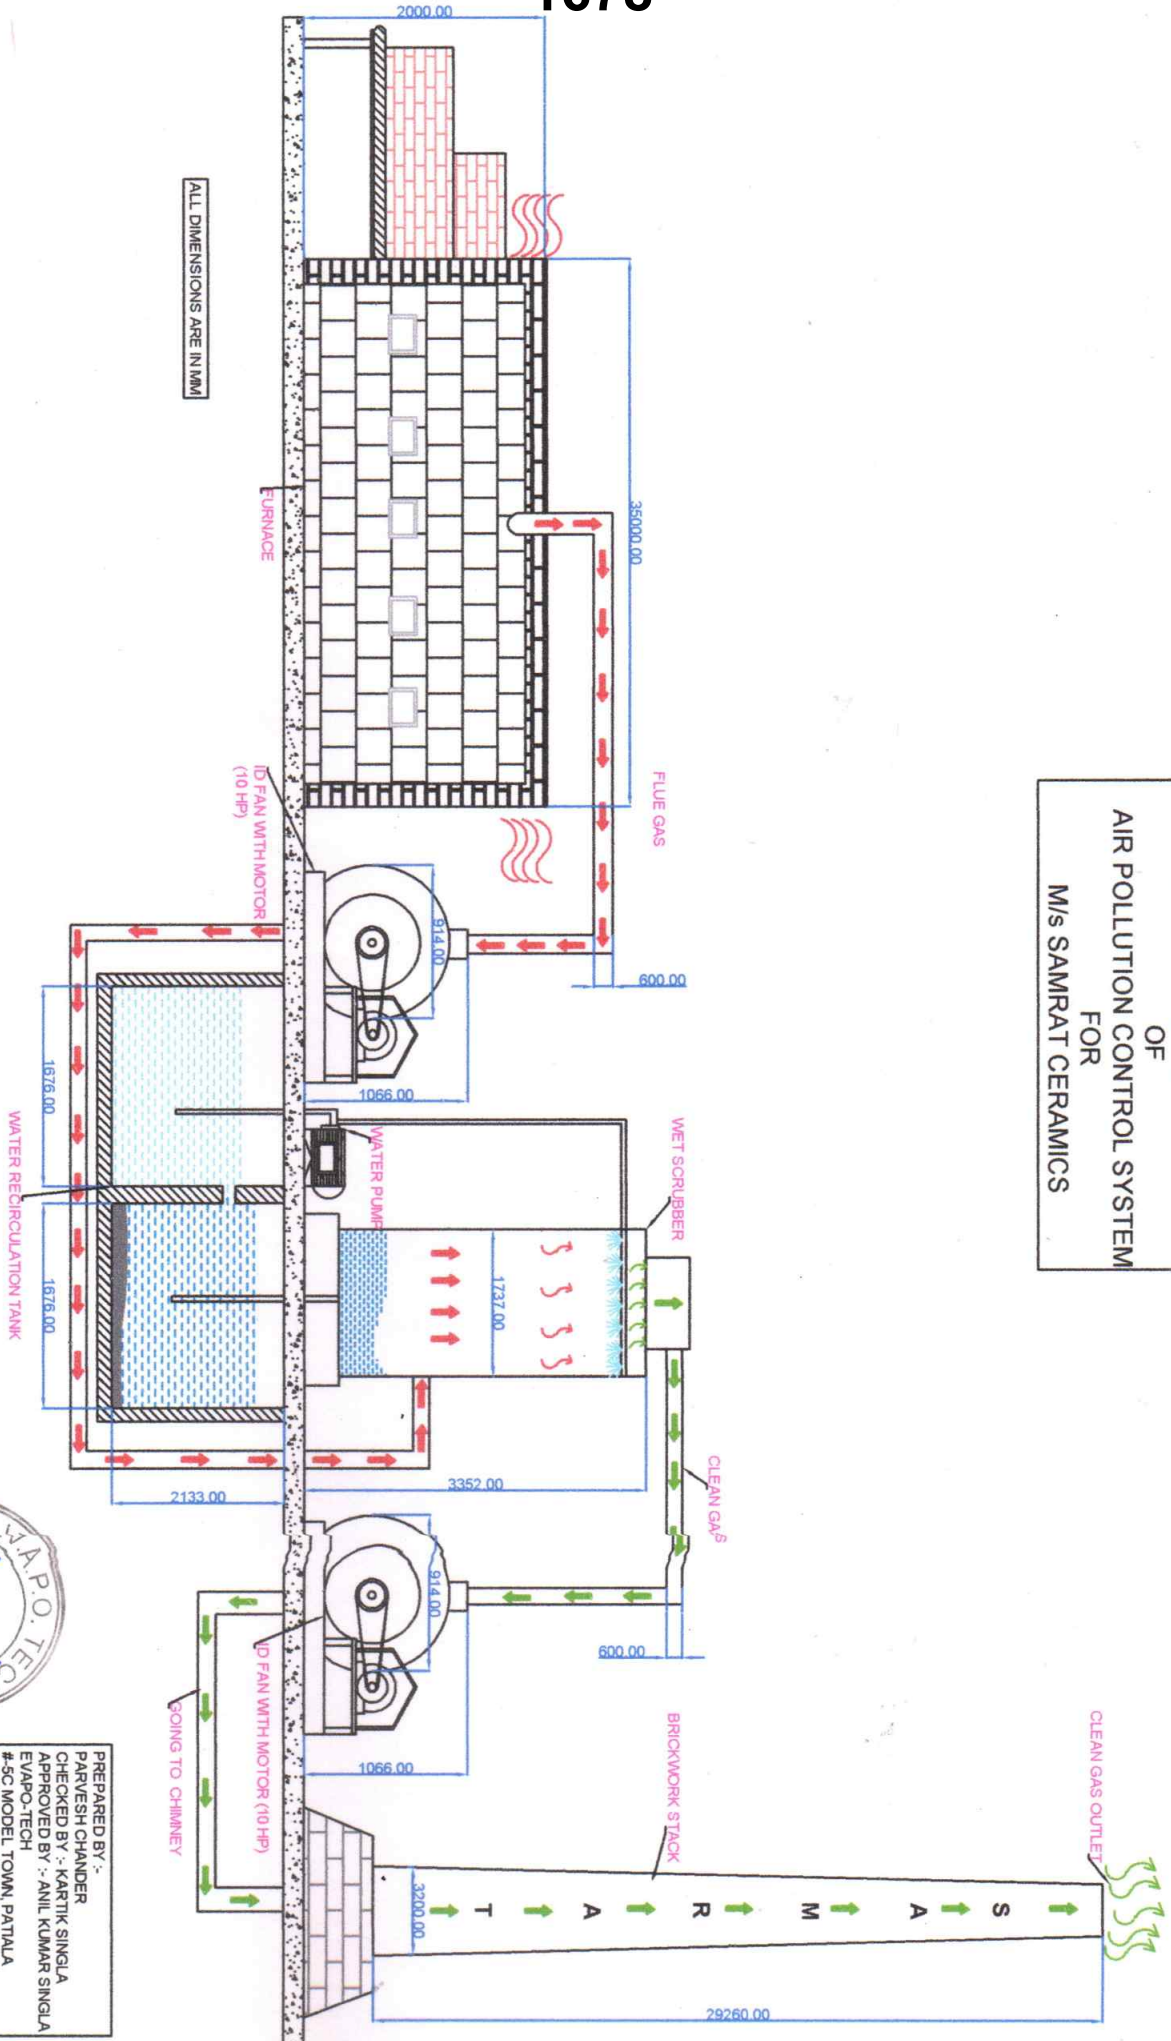 OF
AIR POLLUTION CONTROL SYSTEM
FOR
M/s SAMRAT CERAMICS
2000.00
35000.00
FLUE GAS
600.00
914.00
1066.00
FURNACE
ID FAN WITH MOTOR
(10 HP)
ALL DIMENSIONS ARE IN MM
WET SCRUBBER
WATER PUMP
1737.00
3352.00
1676.00
1676.00
2133.00
WATER RECIRCULATION TANK
CLEAN GAS
600.00
914.00
1066.00
ID FAN WITH MOTOR (10 HP)
GOING TO CHIMNEY
CLEAN GAS OUTLET
BRICKWORK STACK
SAMRAT
3200.00
29260.00
PREPARED BY :-
PARVESH CHANDER
CHECKED BY :- KARTIK SINGLA
APPROVED BY :- ANIL KUMAR SINGLA
EVAPO-TECH
#-5C MODEL TOWN, PATIALA